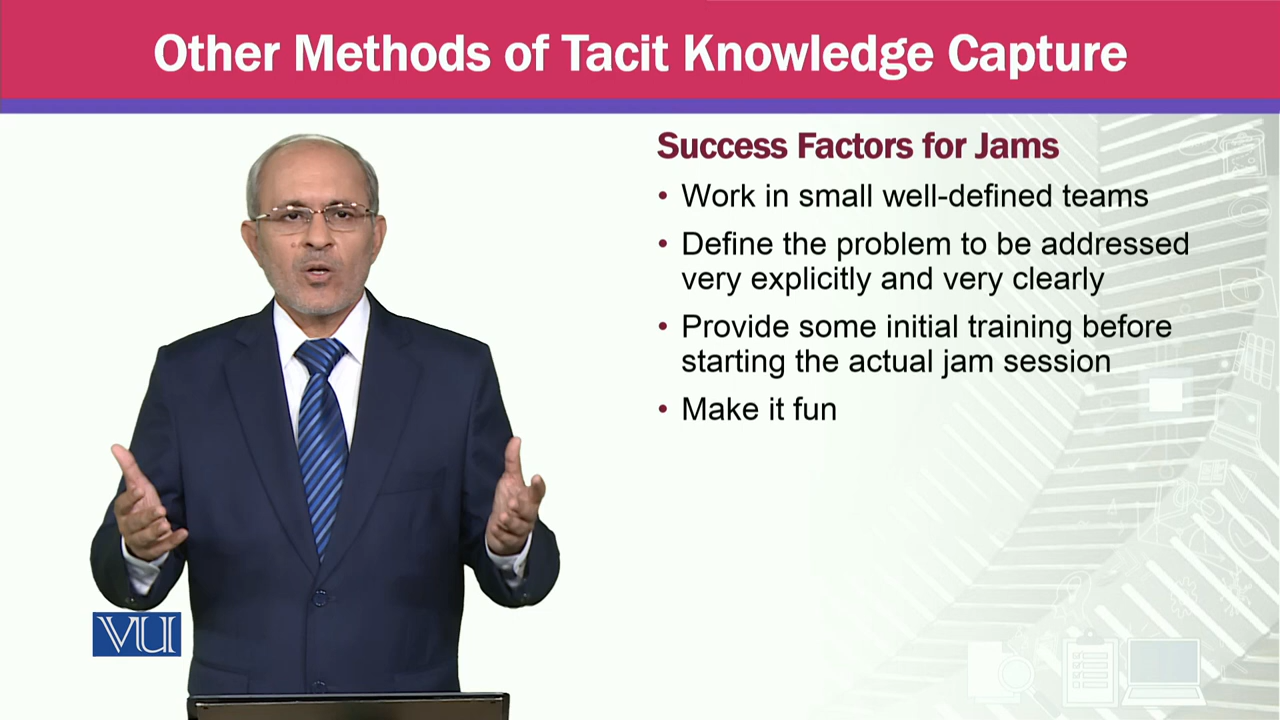 Other Methods of Tacit Knowledge Capture
Success Factors for Jams
• Work in small well-defined teams
• Define the problem to be addressed
very explicitly and very clearly
• Provide some initial training before
starting the actual jam session
• Make it fun
VU